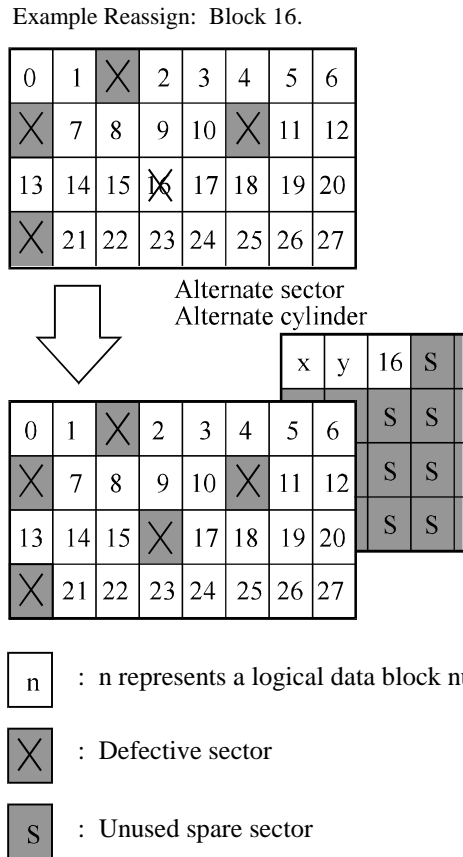 Example Reassign: Block 16.
0 1 X 2 3 4 5 6
X 7 8 9 10 X 11 12
13 14 15 16 17 18 19 20
X 21 22 23 24 25 26 27
Alternate sector
Alternate cylinder
x y 16 S
S S
S S
S S
0 1 X 2 3 4 5 6
X 7 8 9 10 X 11 12
13 14 15 X 17 18 19 20
X 21 22 23 24 25 26 27
n : n represents a logical data block
X : Defective sector
S : Unused spare sector